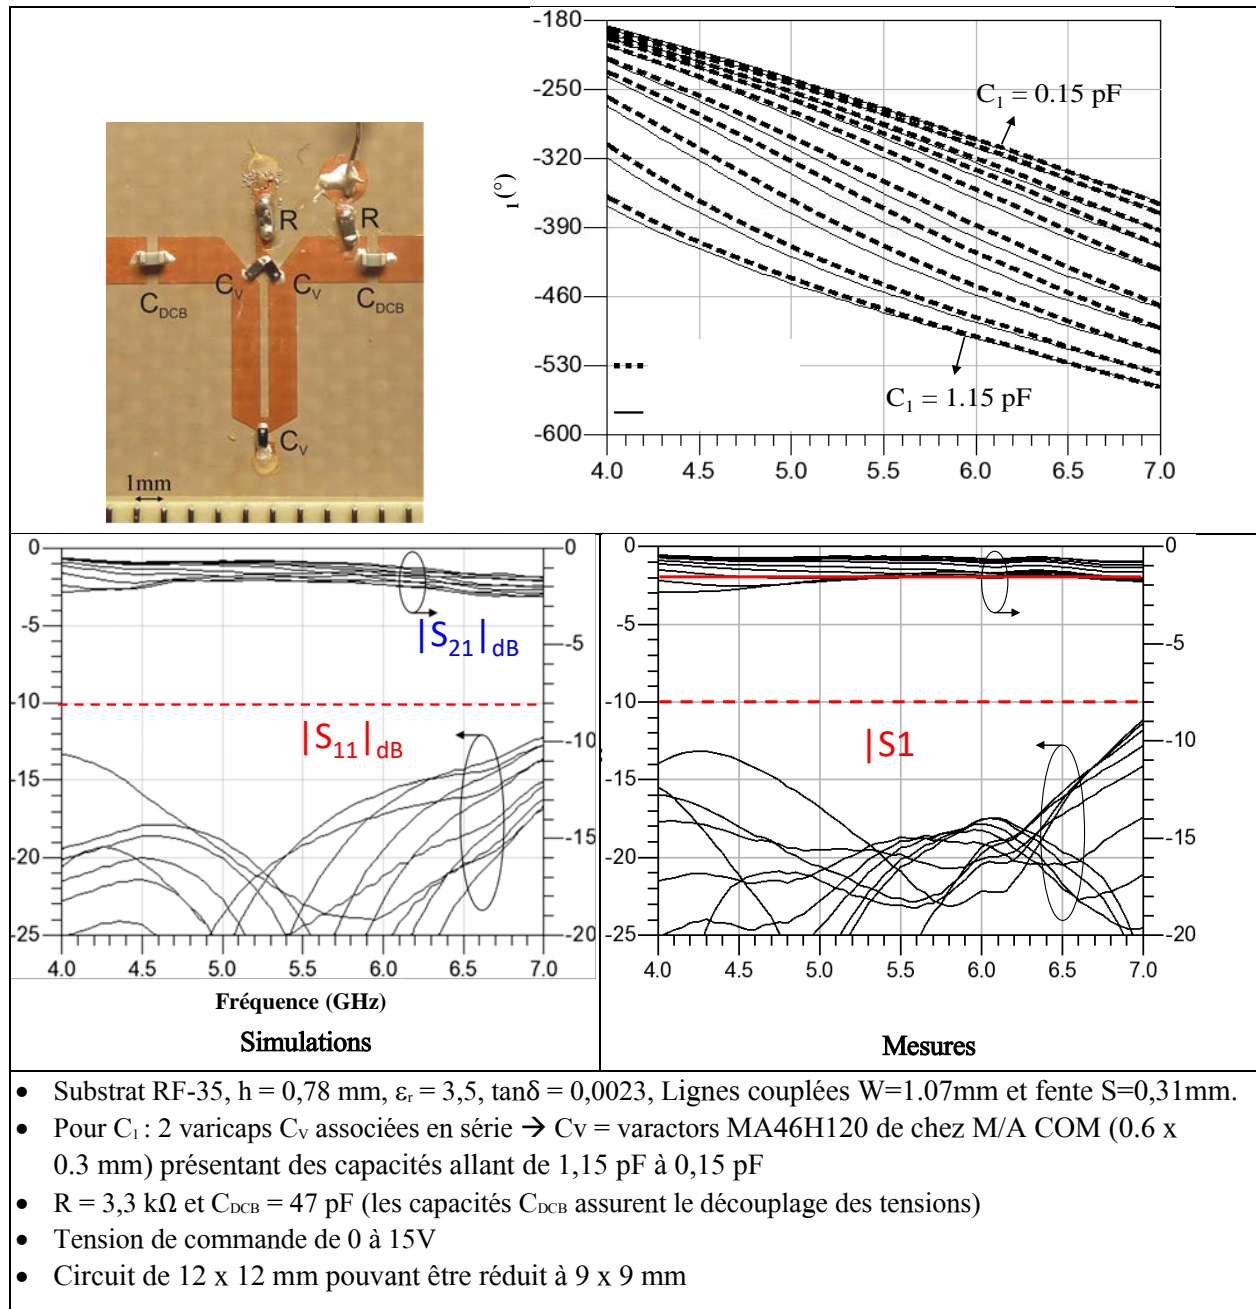 -180
-250
-320
-390
-460
-530
-600
1(°)
C1 = 0.15 pF
C1 = 1.15 pF
4.0 4.5 5.0 5.5 6.0 6.5 7.0
R
R
CV
CV
CDCB
CDCB
CV
1mm
0
-5
-10
-15
-20
-25
0
-5
-10
-15
-20
|S21|dB
|S11|dB
4.0 4.5 5.0 5.5 6.0 6.5 7.0
Fréquence (GHz)
Simulations
0
-5
-10
-15
-20
-25
0
-5
-10
-15
-20
|S1
4.0 4.5 5.0 5.5 6.0 6.5 7.0
Mesures
• Substrat RF-35, h = 0,78 mm, εr = 3,5, tanδ = 0,0023, Lignes couplées W=1.07mm et fente S=0,31mm.
• Pour C1 : 2 varicaps CV associées en série → Cv = varactors MA46H120 de chez M/A COM (0.6 x
0.3 mm) présentant des capacités allant de 1,15 pF à 0,15 pF
• R = 3,3 kΩ et CDCB = 47 pF (les capacités CDCB assurent le découplage des tensions)
• Tension de commande de 0 à 15V
• Circuit de 12 x 12 mm pouvant être réduit à 9 x 9 mm